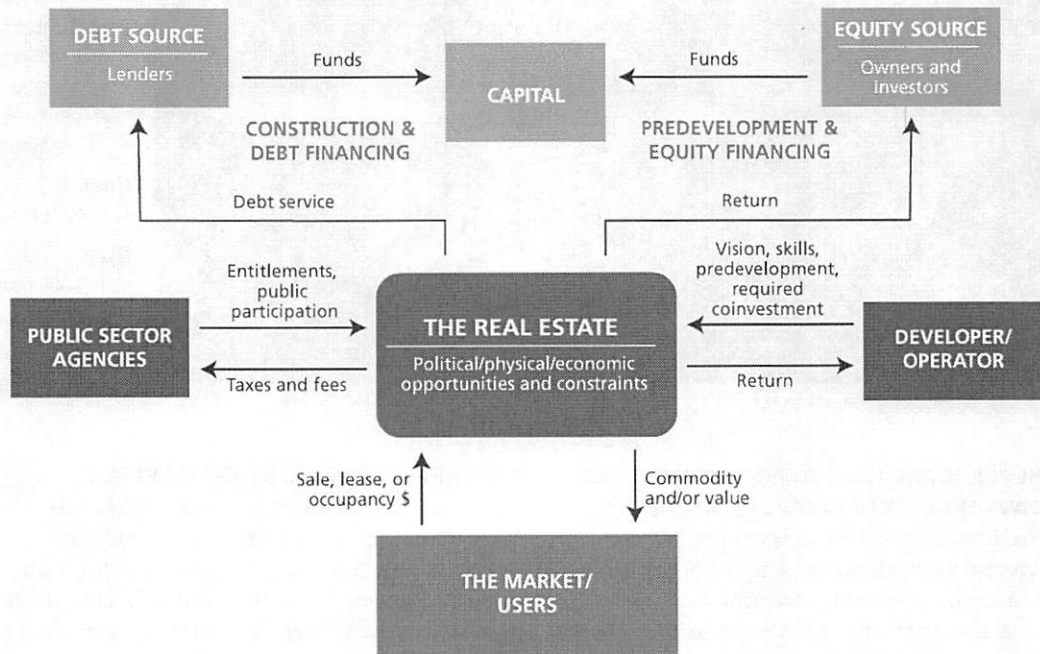 DEBT SOURCE
Lenders
Funds
CAPITAL
Funds
EQUITY SOURCE
Owners and
investors
CONSTRUCTION &
DEBT FINANCING
PREDEVELOPMENT &
EQUITY FINANCING
Debt service
Return
Entitlements,
public
participation
Vision, skills,
predevelopment,
required
coinvestment
PUBLIC SECTOR
AGENCIES
THE REAL ESTATE
Political/physical/economic
opportunities and constraints
DEVELOPER/
OPERATOR
Taxes and fees
Return
Sale, lease, or
occupancy $
Commodity
and/or value
THE MARKET/
USERS